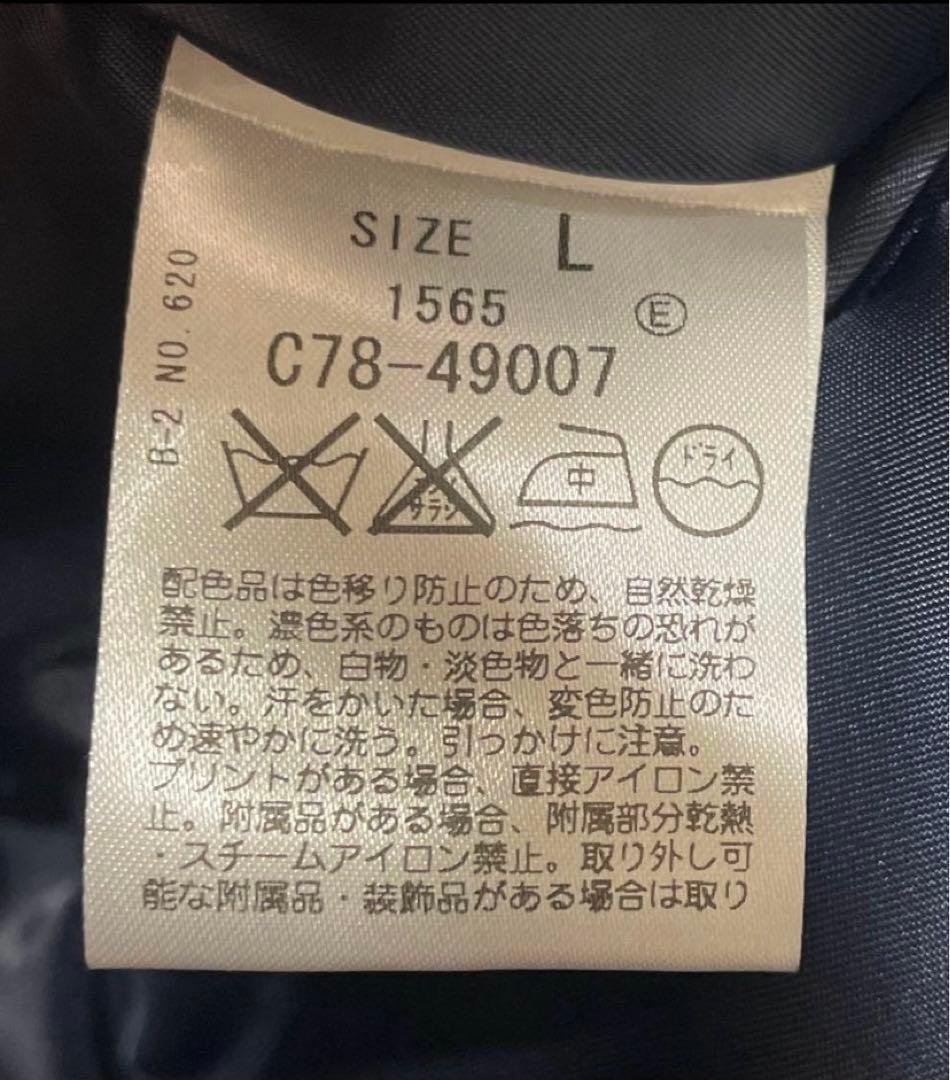 SIZE L
1565 Ⓔ
C78-49007
B-2 NO. 620
エンソ
サラシ
中
ドライ
配色品は色移り防止のため、自然乾燥
禁止。濃色系のものは色落ちの恐れが
あるため、白物・淡色物と一緒に洗わ
ない。汗をかいた場合、変色防止のた
め速やかに洗う。引っかけに注意。
プリントがある場合、直接アイロン禁
止。附属品がある場合、附属部分乾熱
・スチームアイロン禁止。取り外し可
能な附属品・装飾品がある場合は取り